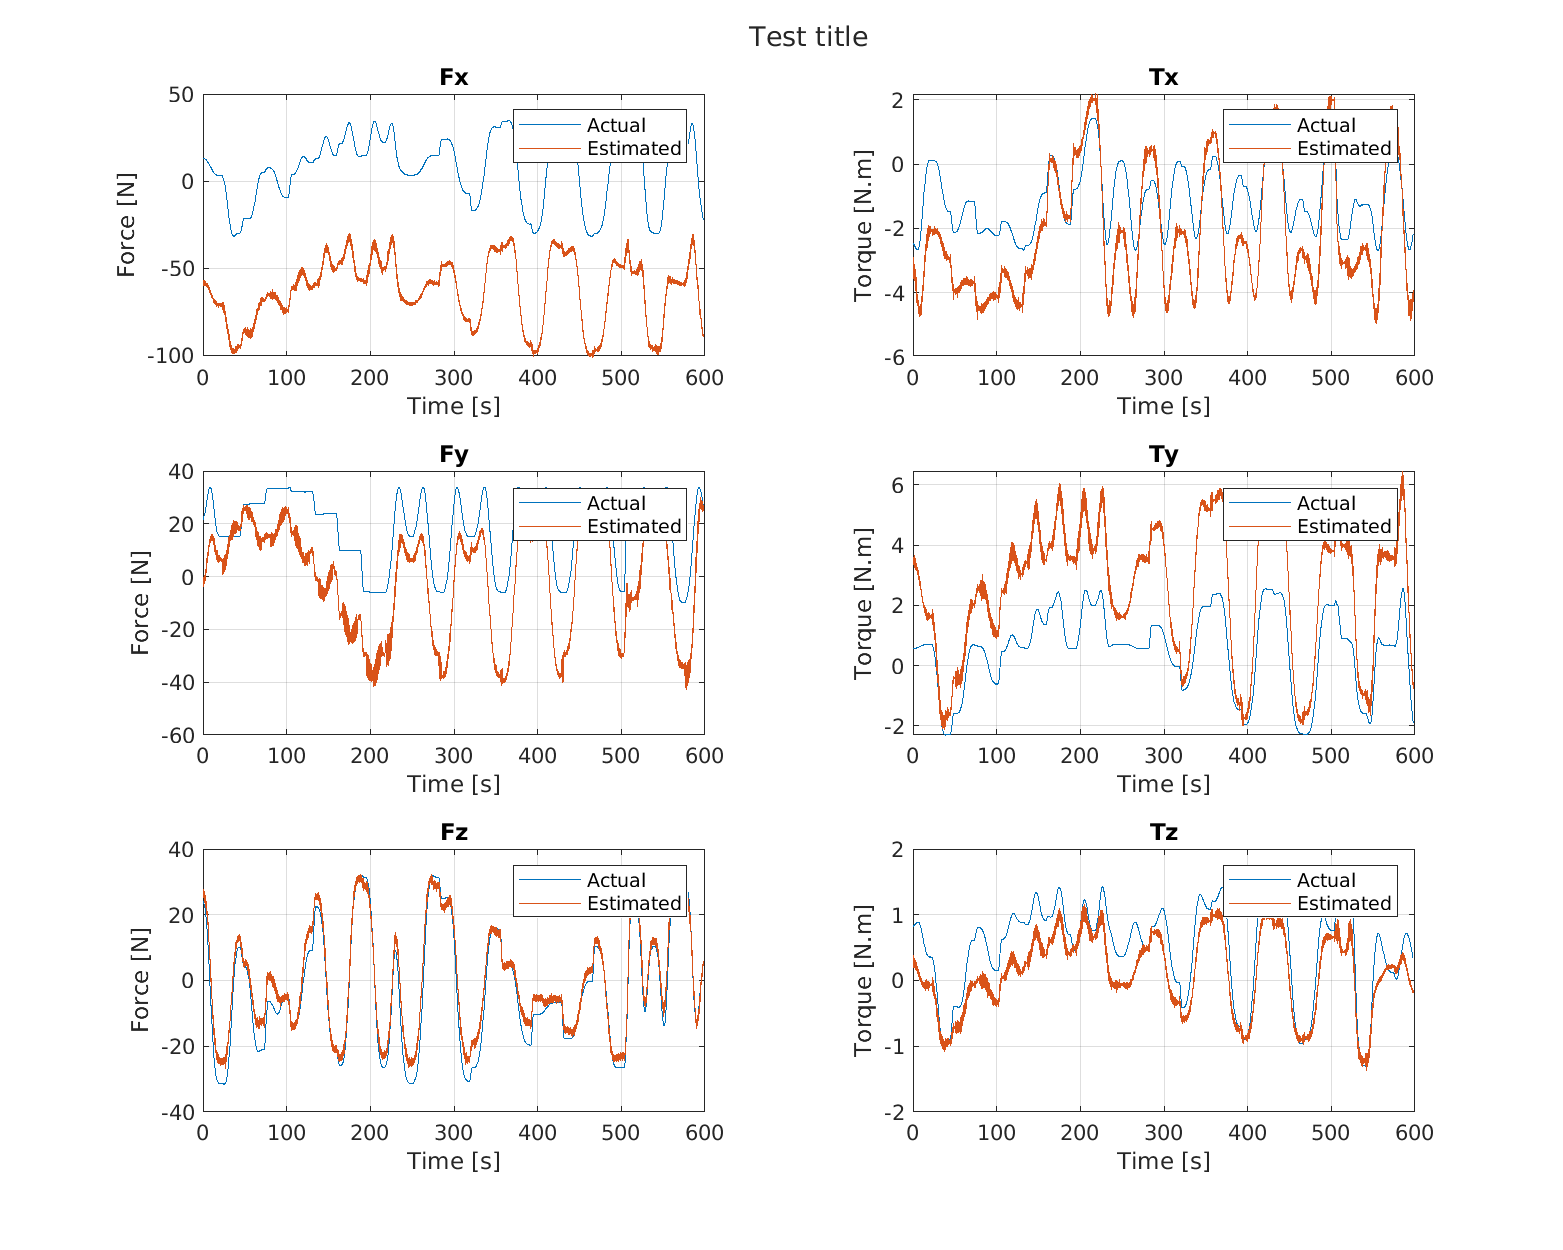 Test title
Fx
Force [N]
50
0
-50
-100
Actual
Estimated
0 100 200 300 400 500 600
Time [s]
Tx
Torque [N.m]
2
0
-2
-4
-6
Actual
Estimated
0 100 200 300 400 500 600
Time [s]
Fy
Force [N]
40
20
0
-20
-40
-60
Actual
Estimated
0 100 200 300 400 500 600
Time [s]
Ty
Torque [N.m]
6
4
2
0
-2
Actual
Estimated
0 100 200 300 400 500 600
Time [s]
Fz
Force [N]
40
20
0
-20
-40
Actual
Estimated
0 100 200 300 400 500 600
Time [s]
Tz
Torque [N.m]
2
1
0
-1
-2
Actual
Estimated
0 100 200 300 400 500 600
Time [s]